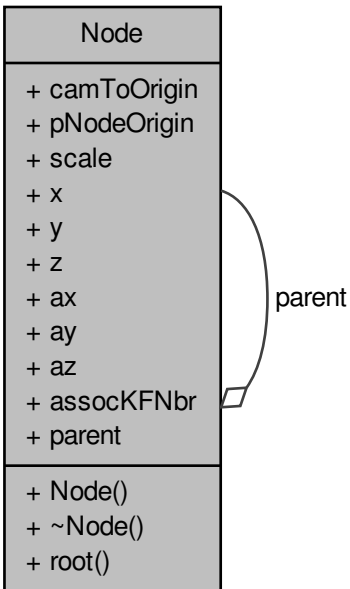 Node
+ camToOrigin
+ pNodeOrigin
+ scale
+ x
+ y
+ z
+ ax
+ ay
+ az
+ assocKFNbr
+ parent
+ Node()
+ ~Node()
+ root()
parent